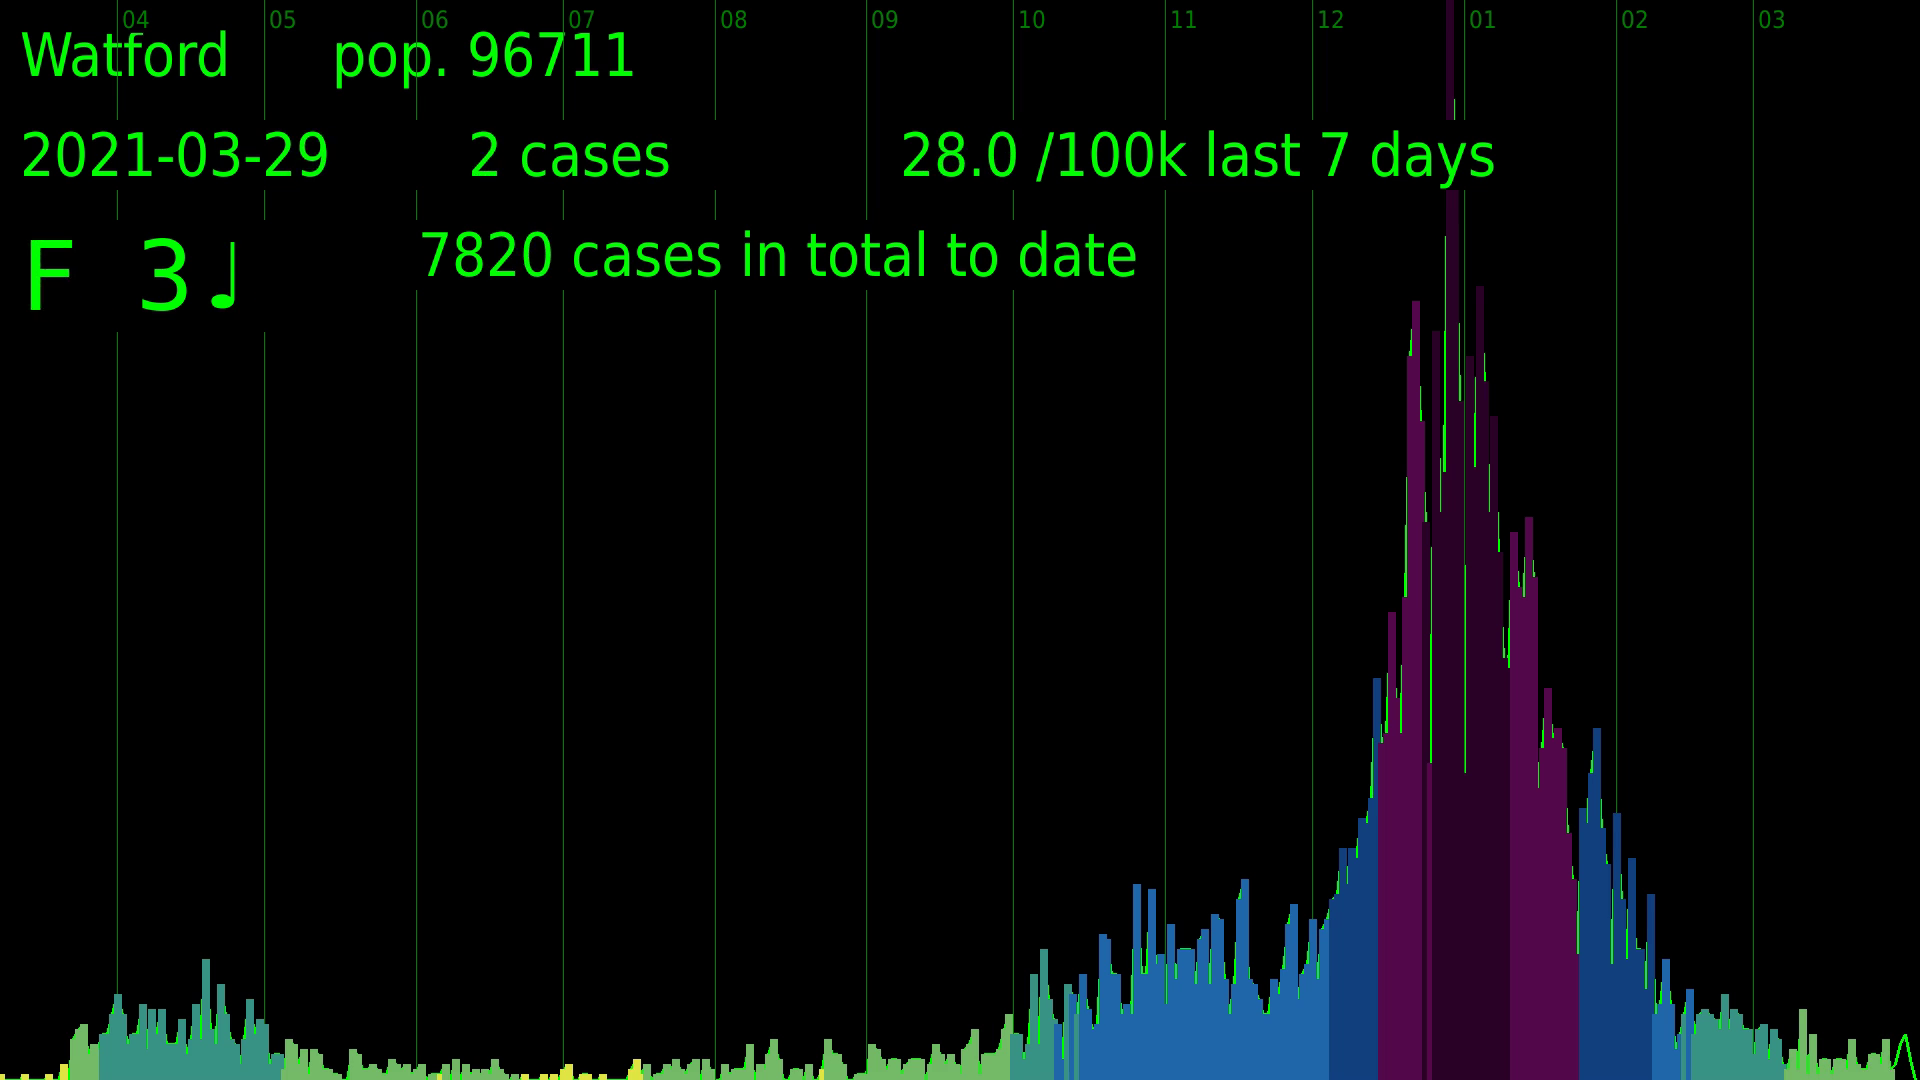 04 05 06 07 08 09 10 11 12 01 02 03
Watford pop. 96711
2021-03-29 2 cases 28.0 /100k last 7 days
F 3♩ 7820 cases in total to date